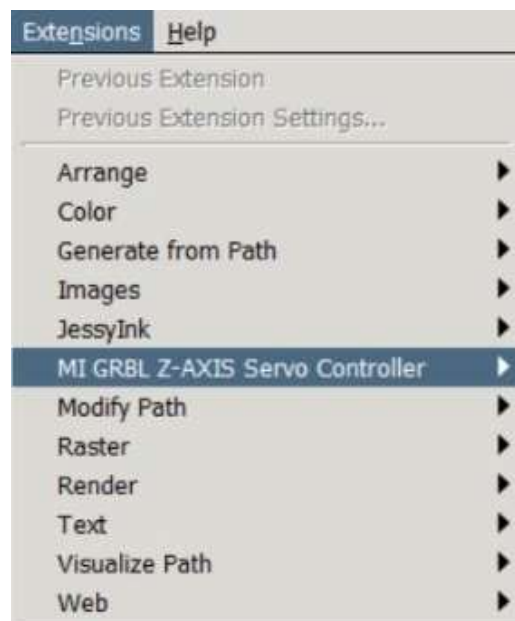 Extensions Help
Previous Extension
Previous Extension Settings...
Arrange
Color
Generate from Path
Images
JessyInk
MI GRBL Z-AXIS Servo Controller
Modify Path
Raster
Render
Text
Visualize Path
Web